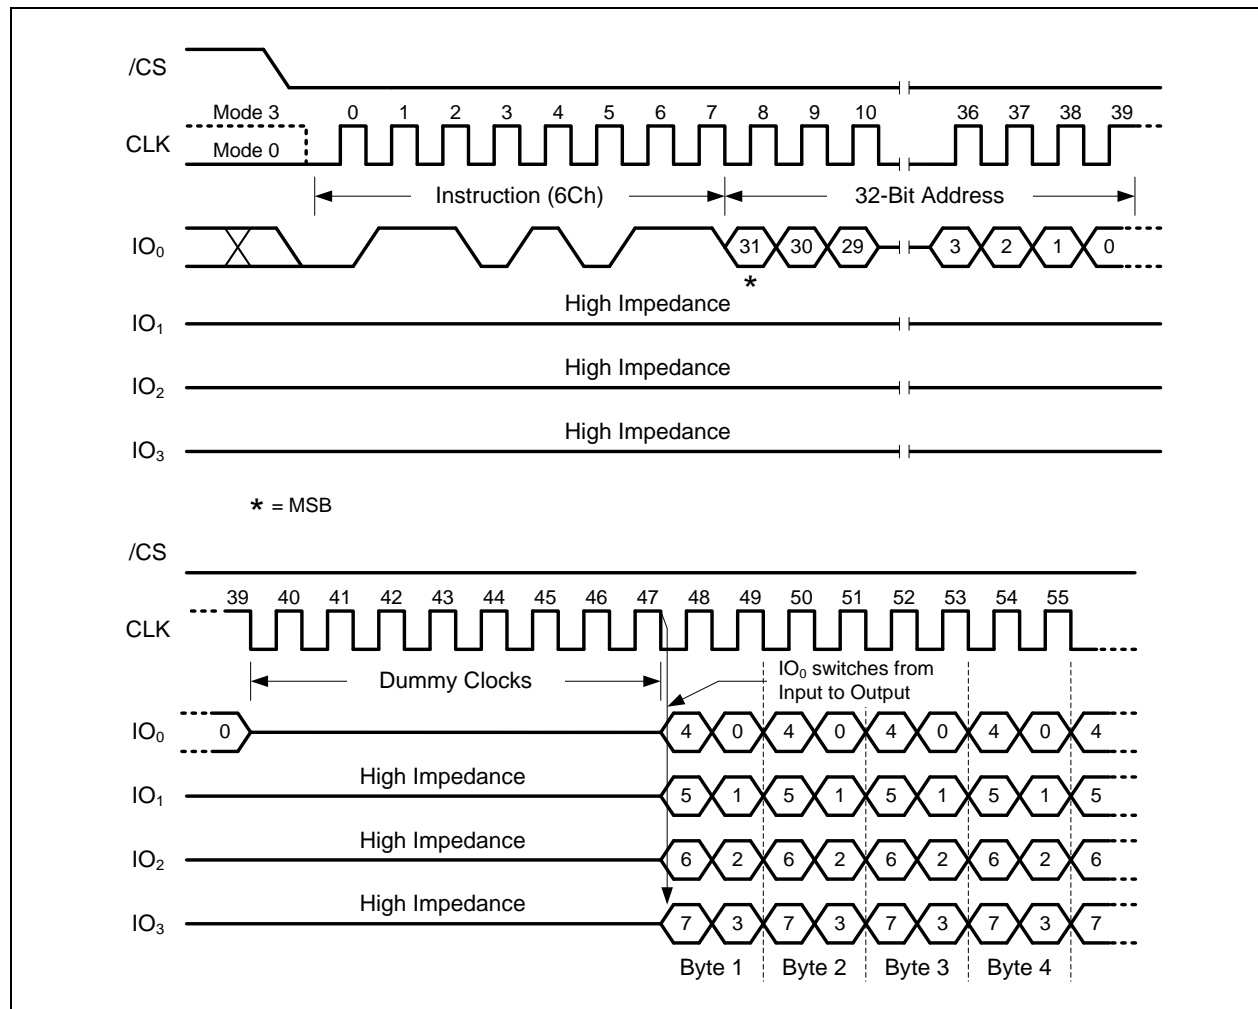 /CS
Mode 3 0 1 2 3 4 5 6 7 8 9 10 36 37 38 39
CLK
Mode 0
Instruction (6Ch) 32-Bit Address
IO0 31 30 29 3 2 1 0
*
High Impedance
IO1
High Impedance
IO2
High Impedance
IO3
* = MSB
/CS
39 40 41 42 43 44 45 46 47 48 49 50 51 52 53 54 55
CLK
Dummy Clocks
IO0 switches from
Input to Output
IO0 0 4 0 4 0 4 0 4 0 4
High Impedance
IO1 5 1 5 1 5 1 5 1 5
High Impedance
IO2 6 2 6 2 6 2 6 2 6
High Impedance
IO3 7 3 7 3 7 3 7 3 7
Byte 1 Byte 2 Byte 3 Byte 4